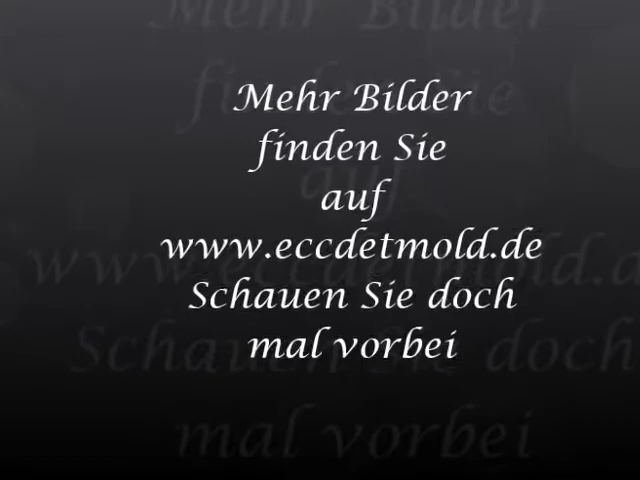 Mehr Bilder
finden Sie
auf
www.eccdetmold.de
Schauen Sie doch
mal vorbei